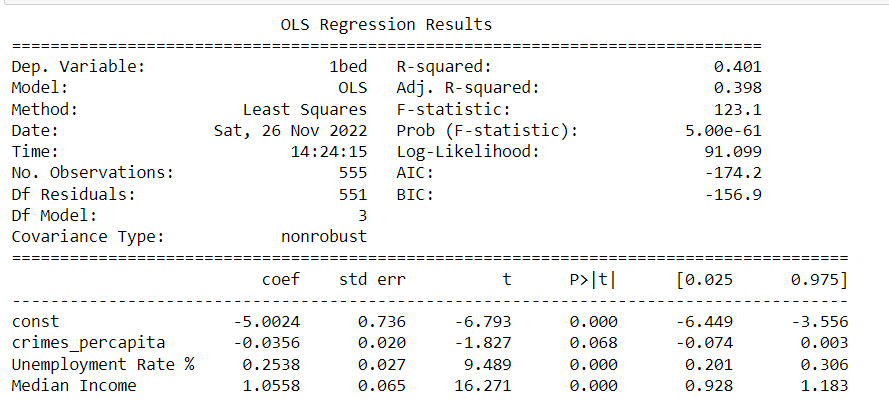 OLS Regression Results
==============================================================================
Dep. Variable: 1bed R-squared: 0.401
Model: OLS Adj. R-squared: 0.398
Method: Least Squares F-statistic: 123.1
Date: Sat, 26 Nov 2022 Prob (F-statistic): 5.00e-61
Time: 14:24:15 Log-Likelihood: 91.099
No. Observations: 555 AIC: -174.2
Df Residuals: 551 BIC: -156.9
Df Model: 3
Covariance Type: nonrobust
=======================================================================================
coef std err t P>|t| [0.025 0.975]
---------------------------------------------------------------------------------------
const -5.0024 0.736 -6.793 0.000 -6.449 -3.556
crimes_percapita -0.0356 0.020 -1.827 0.068 -0.074 0.003
Unemployment Rate % 0.2538 0.027 9.489 0.000 0.201 0.306
Median Income 1.0558 0.065 16.271 0.000 0.928 1.183